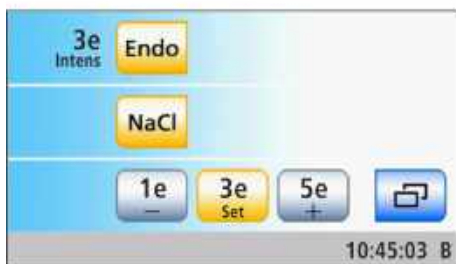 3e Endo
Intens
NaCl
1e 3e 5e
− Set +
10:45:03 B